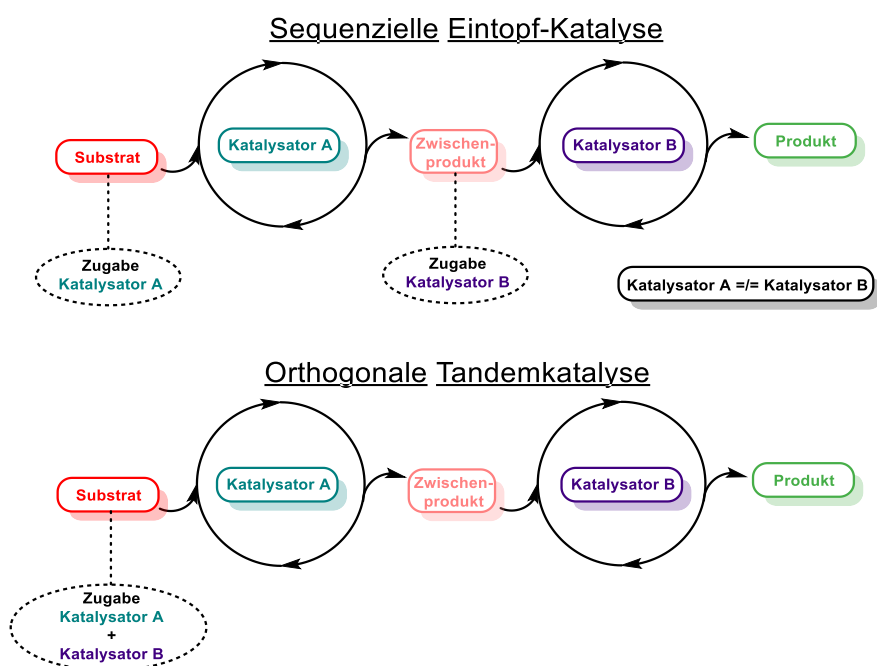 Sequenzielle Eintopf-Katalyse
Substrat
Katalysator A
Zwischen-
produkt
Katalysator B
Produkt
Zugabe
Katalysator A
Zugabe
Katalysator B
Katalysator A =/= Katalysator B
Orthogonale Tandemkatalyse
Substrat
Katalysator A
Zwischen-
produkt
Katalysator B
Produkt
Zugabe
Katalysator A
+
Katalysator B